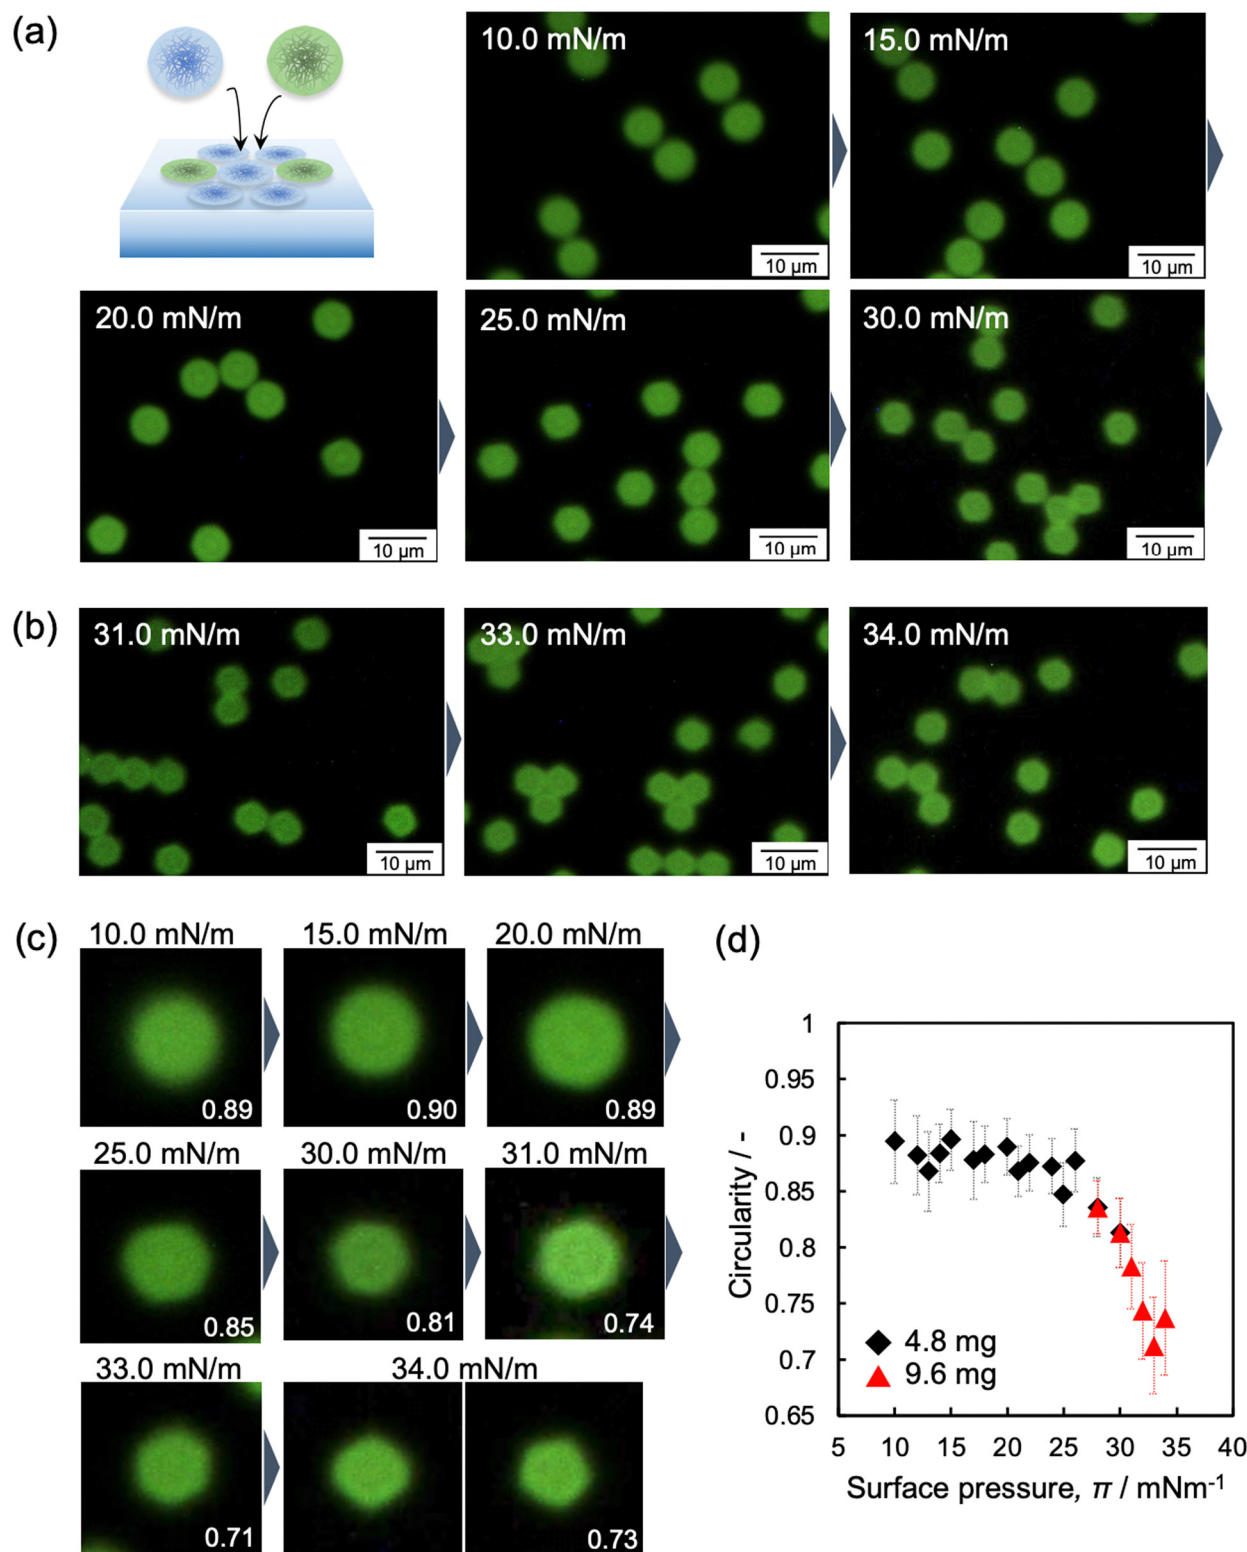 (a)
10.0 mN/m
10 µm
15.0 mN/m
10 µm
20.0 mN/m
10 µm
25.0 mN/m
10 µm
30.0 mN/m
10 µm
(b)
31.0 mN/m
10 µm
33.0 mN/m
10 µm
34.0 mN/m
10 µm
(c)
10.0 mN/m
15.0 mN/m
20.0 mN/m
0.89
0.90
0.89
25.0 mN/m
30.0 mN/m
31.0 mN/m
0.85
0.81
0.74
33.0 mN/m
34.0 mN/m
0.71
0.73
(d)
1
0.95
0.9
0.85
0.8
0.75
0.7
0.65
Circularity / -
4.8 mg
9.6 mg
5 10 15 20 25 30 35 40
Surface pressure, π / mNm⁻¹